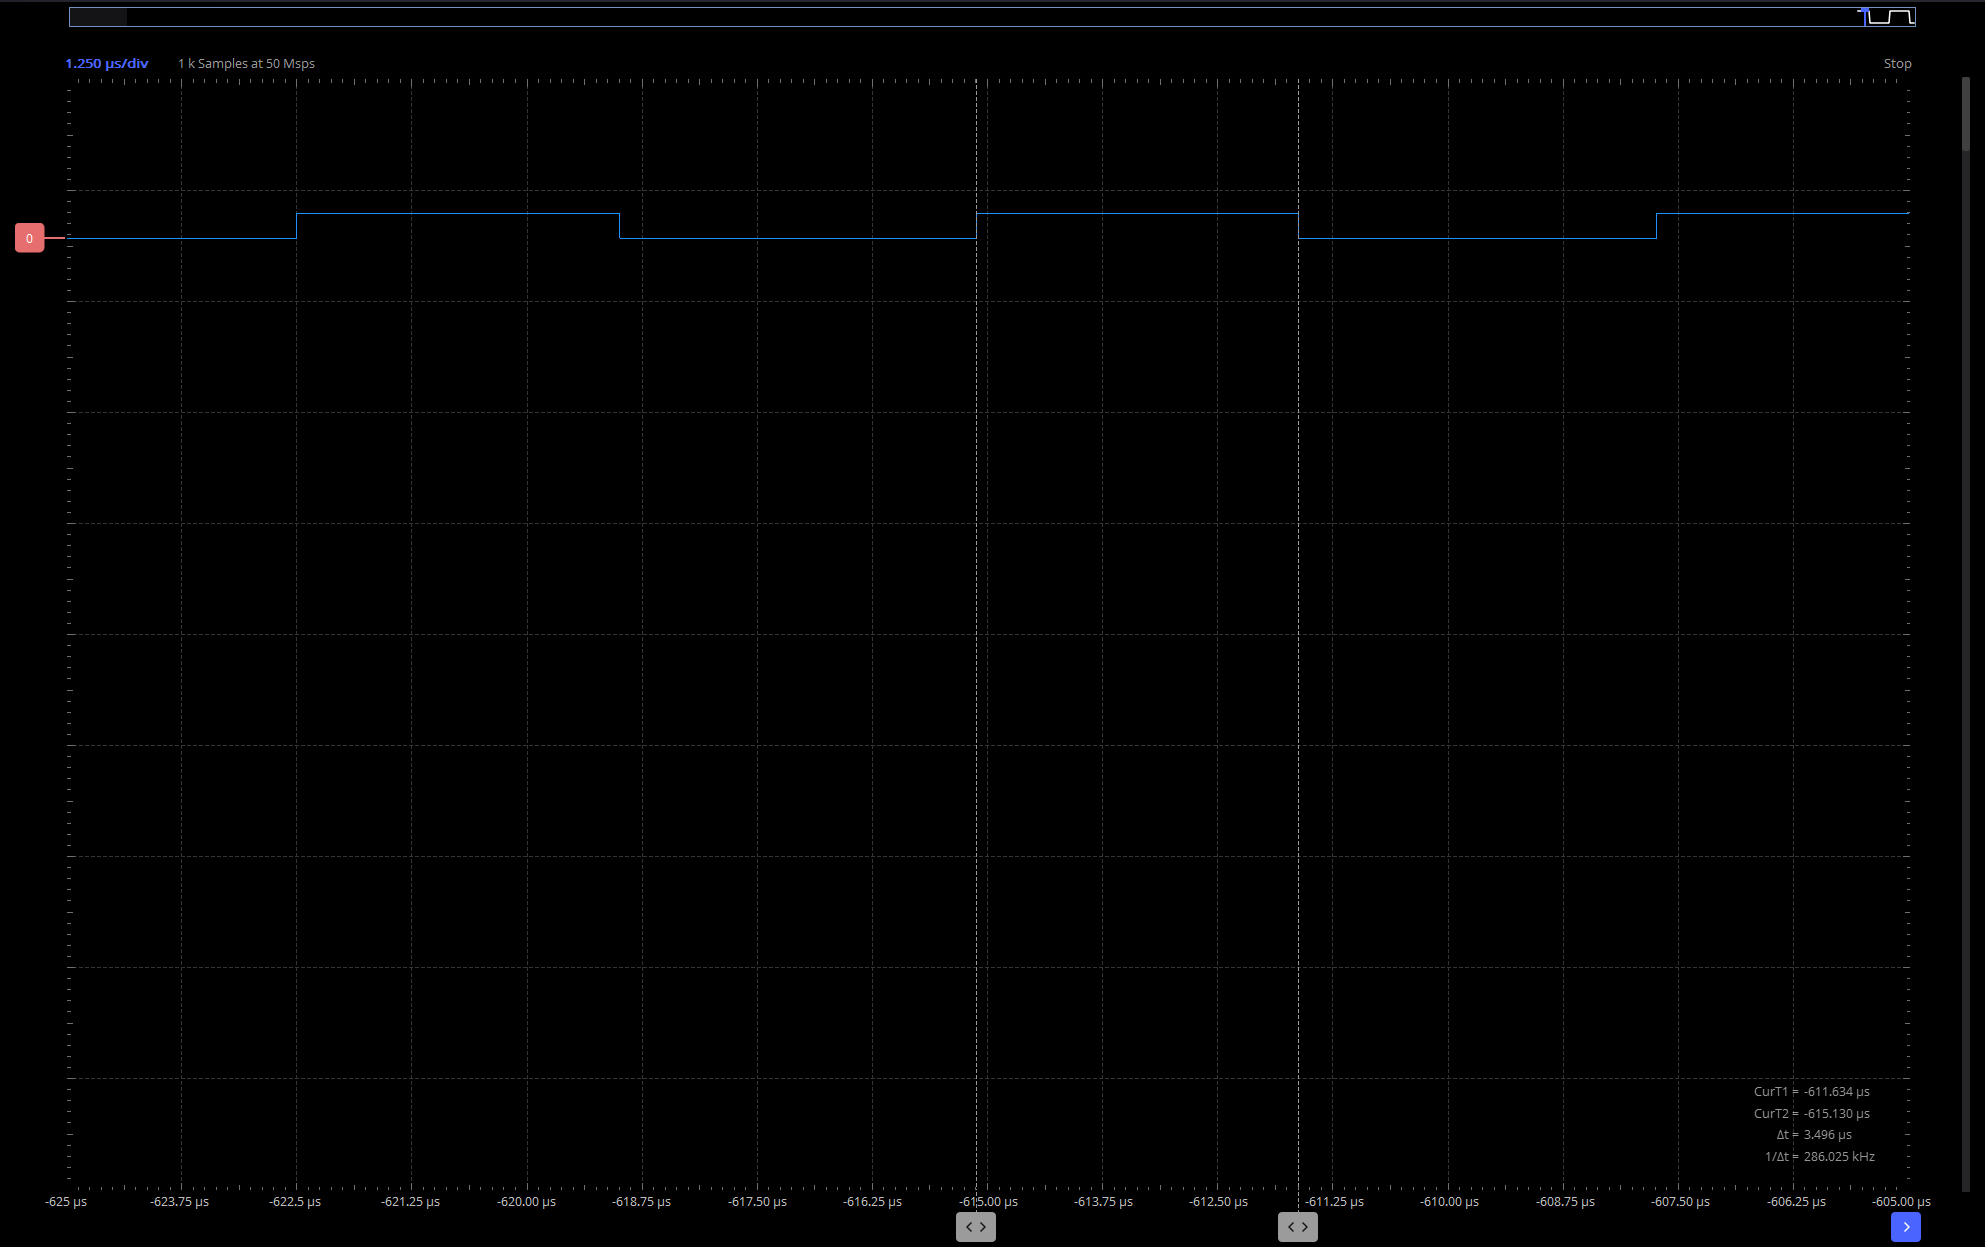 1.250 µs/div 1 k Samples at 50 Msps Stop
0
CurT1 = -611.634 µs
CurT2 = -615.130 µs
Δt = 3.496 µs
1/Δt = 286.025 kHz
-625 µs -623.75 µs -622.5 µs -621.25 µs -620.00 µs -618.75 µs -617.50 µs -616.25 µs -615.00 µs -613.75 µs -612.50 µs -611.25 µs -610.00 µs -608.75 µs -607.50 µs -606.25 µs -605.00 µs